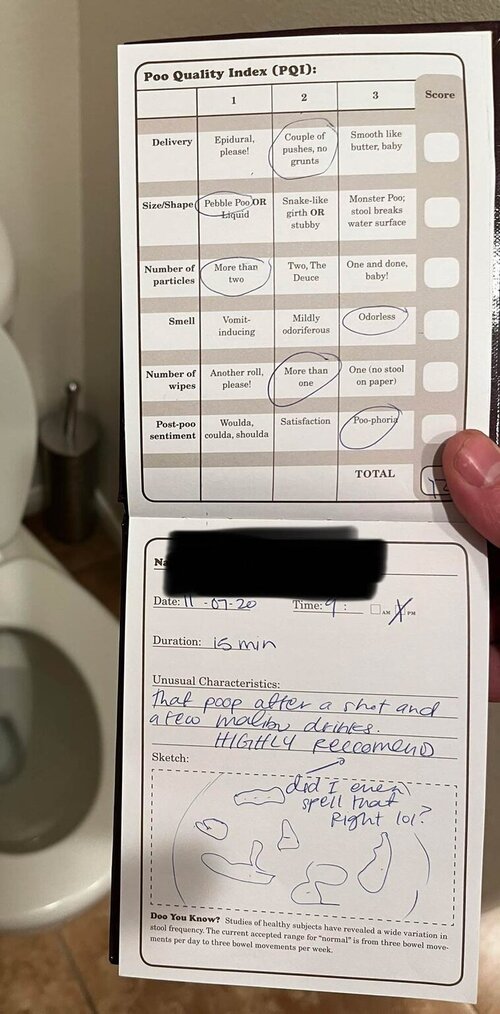 Poo Quality Index (PQI):
1 2 3 Score
Delivery
Epidural,
please!
Couple of
pushes, no
grunts
Smooth like
butter, baby
Size/Shape
Pebble Poo OR
Liquid
Snake-like
girth OR
stubby
Monster Poo;
stool breaks
water surface
Number of
particles
More than
two
Two, The
Deuce
One and done,
baby!
Smell
Vomit-
inducing
Mildly
odoriferous
Odorless
Number of
wipes
Another roll,
please!
More than
one
One (no stool
on paper)
Post-poo
sentiment
Woulda,
coulda, shoulda
Satisfaction
Poo-phoria
TOTAL
Date: 11-07-20 Time: 9: AM X PM
Duration: 15 min
Unusual Characteristics:
That poop after a shot and
a few malibu drinks.
HIGHLY Reccomend
Sketch:
did I even
spell that
Right lol?
Doo You Know? Studies of healthy subjects have revealed a wide variation in
stool frequency. The current accepted range for "normal" is from three bowel move-
ments per day to three bowel movements per week.